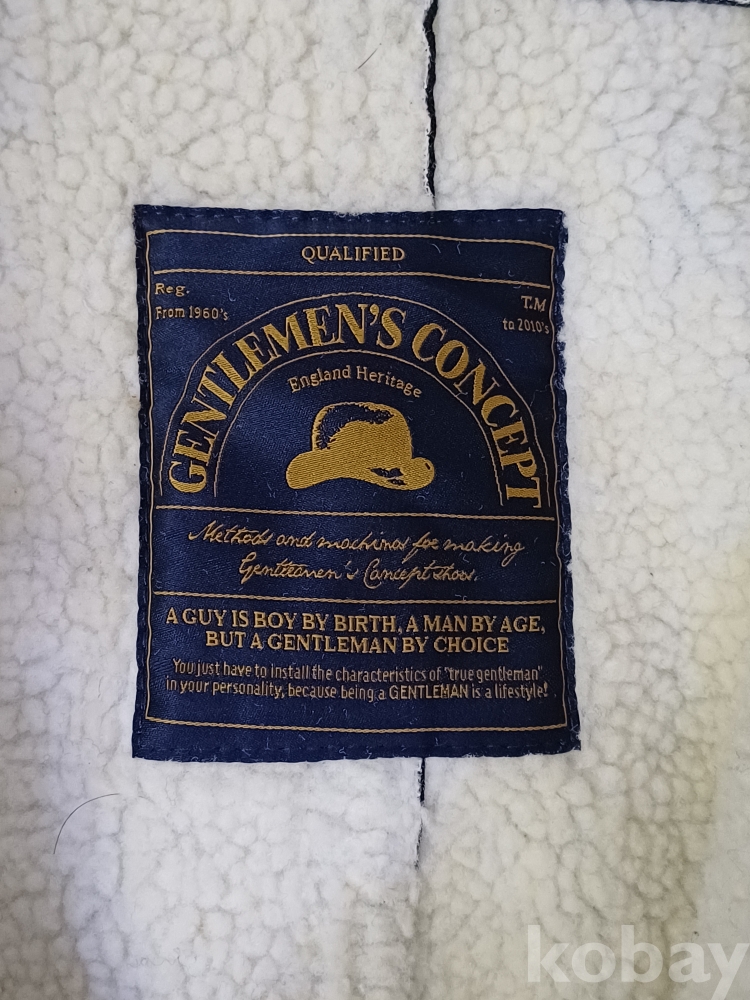 QUALIFIED
Reg.
From 1960's
T.M
to 2010's
GENTLEMEN'S CONCEPT
England Heritage
Methods and machines for making
Gentlemen's Concept shoes.
A GUY IS BOY BY BIRTH, A MAN BY AGE,
BUT A GENTLEMAN BY CHOICE
You just have to install the characteristics of "true gentleman"
in your personality, because being a GENTLEMAN is a lifestyle!
kobay